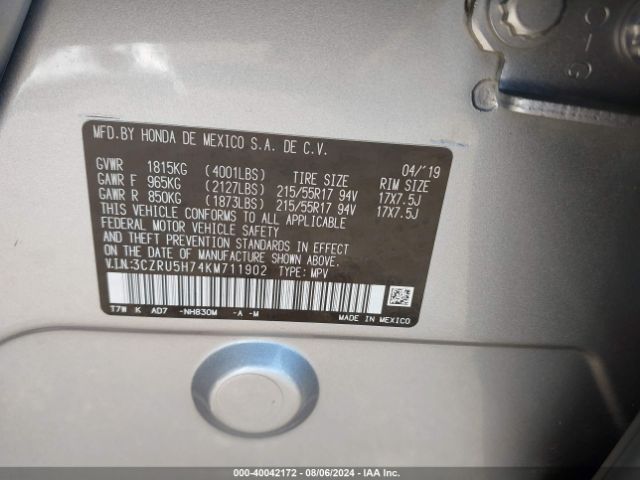 MFD.BY HONDA DE MEXICO S.A. DE C.V.
04/'19
GVWR 1815KG (4001LBS) TIRE SIZE RIM SIZE
GAWR F 965KG (2127LBS) 215/55R17 94V 17X7.5J
GAWR R 850KG (1873LBS) 215/55R17 94V 17X7.5J
THIS VEHICLE CONFORMS TO ALL APPLICABLE
FEDERAL MOTOR VEHICLE SAFETY
AND THEFT PREVENTION STANDARDS IN EFFECT
ON THE DATE OF MANUFACTURE SHOWN ABOVE.
V.I.N:3CZRU5H74KM711902 TYPE: MPV
T7W K AD7 -NH830M -A -M MADE IN MEXICO
000-40042172 - 08/06/2024 - IAAI.COM